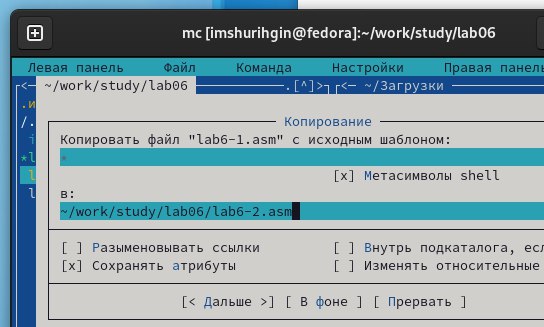 mc [imshurihgin@fedora]:~/work/study/lab06
Левая панель Файл Команда Настройки Правая панель
<— ~/work/study/lab06 .[^]> <— ~/Загрузки
.и
/.
i
*l
l
l
Копирование
Копировать файл "lab6-1.asm" с исходным шаблоном:
*
[x] Метасимволы shell
в:
~/work/study/lab06/lab6-2.asm
[ ] Разыменовывать ссылки [ ] Внутрь подкаталога, есл
[x] Сохранять атрибуты [ ] Изменять относительные
[< Дальше >] [ В фоне ] [ Прервать ]